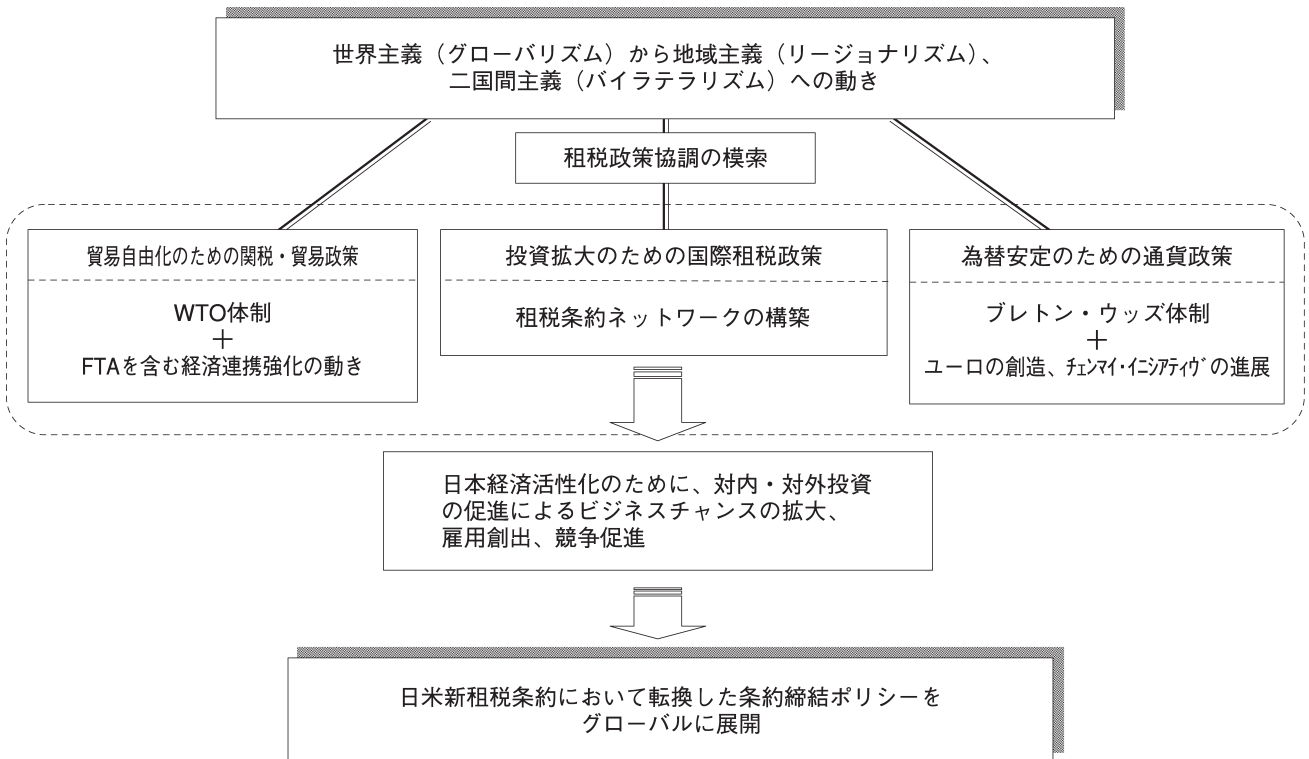 世界主義（グローバリズム）から地域主義（リージョナリズム）、
二国間主義（バイラテラリズム）への動き
租税政策協調の模索
貿易自由化のための関税・貿易政策
WTO体制
＋
FTAを含む経済連携強化の動き
投資拡大のための国際租税政策
租税条約ネットワークの構築
為替安定のための通貨政策
ブレトン・ウッズ体制
＋
ユーロの創造、ﾁｪﾝﾏｲ･ｲﾆｼｱﾃｨｳﾞの進展
日本経済活性化のために、対内・対外投資
の促進によるビジネスチャンスの拡大、
雇用創出、競争促進
日米新租税条約において転換した条約締結ポリシーを
グローバルに展開